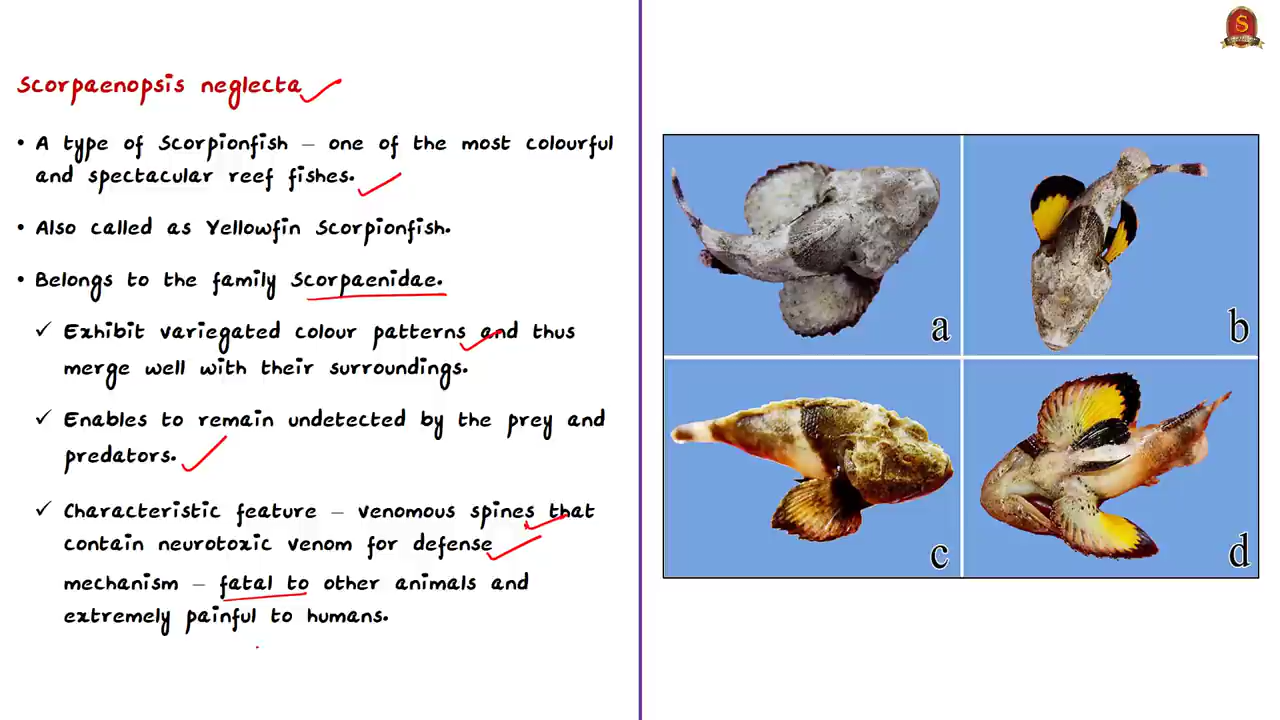 Scorpaenopsis neglecta
• A type of Scorpionfish – one of the most colourful
and spectacular reef fishes.
• Also called as Yellowfin Scorpionfish.
• Belongs to the family Scorpaenidae.
✓ Exhibit variegated colour patterns and thus
merge well with their surroundings.
✓ Enables to remain undetected by the prey and
predators.
✓ Characteristic feature – venomous spines that
contain neurotoxic venom for defense
mechanism – fatal to other animals and
extremely painful to humans.
S
a
b
c
d